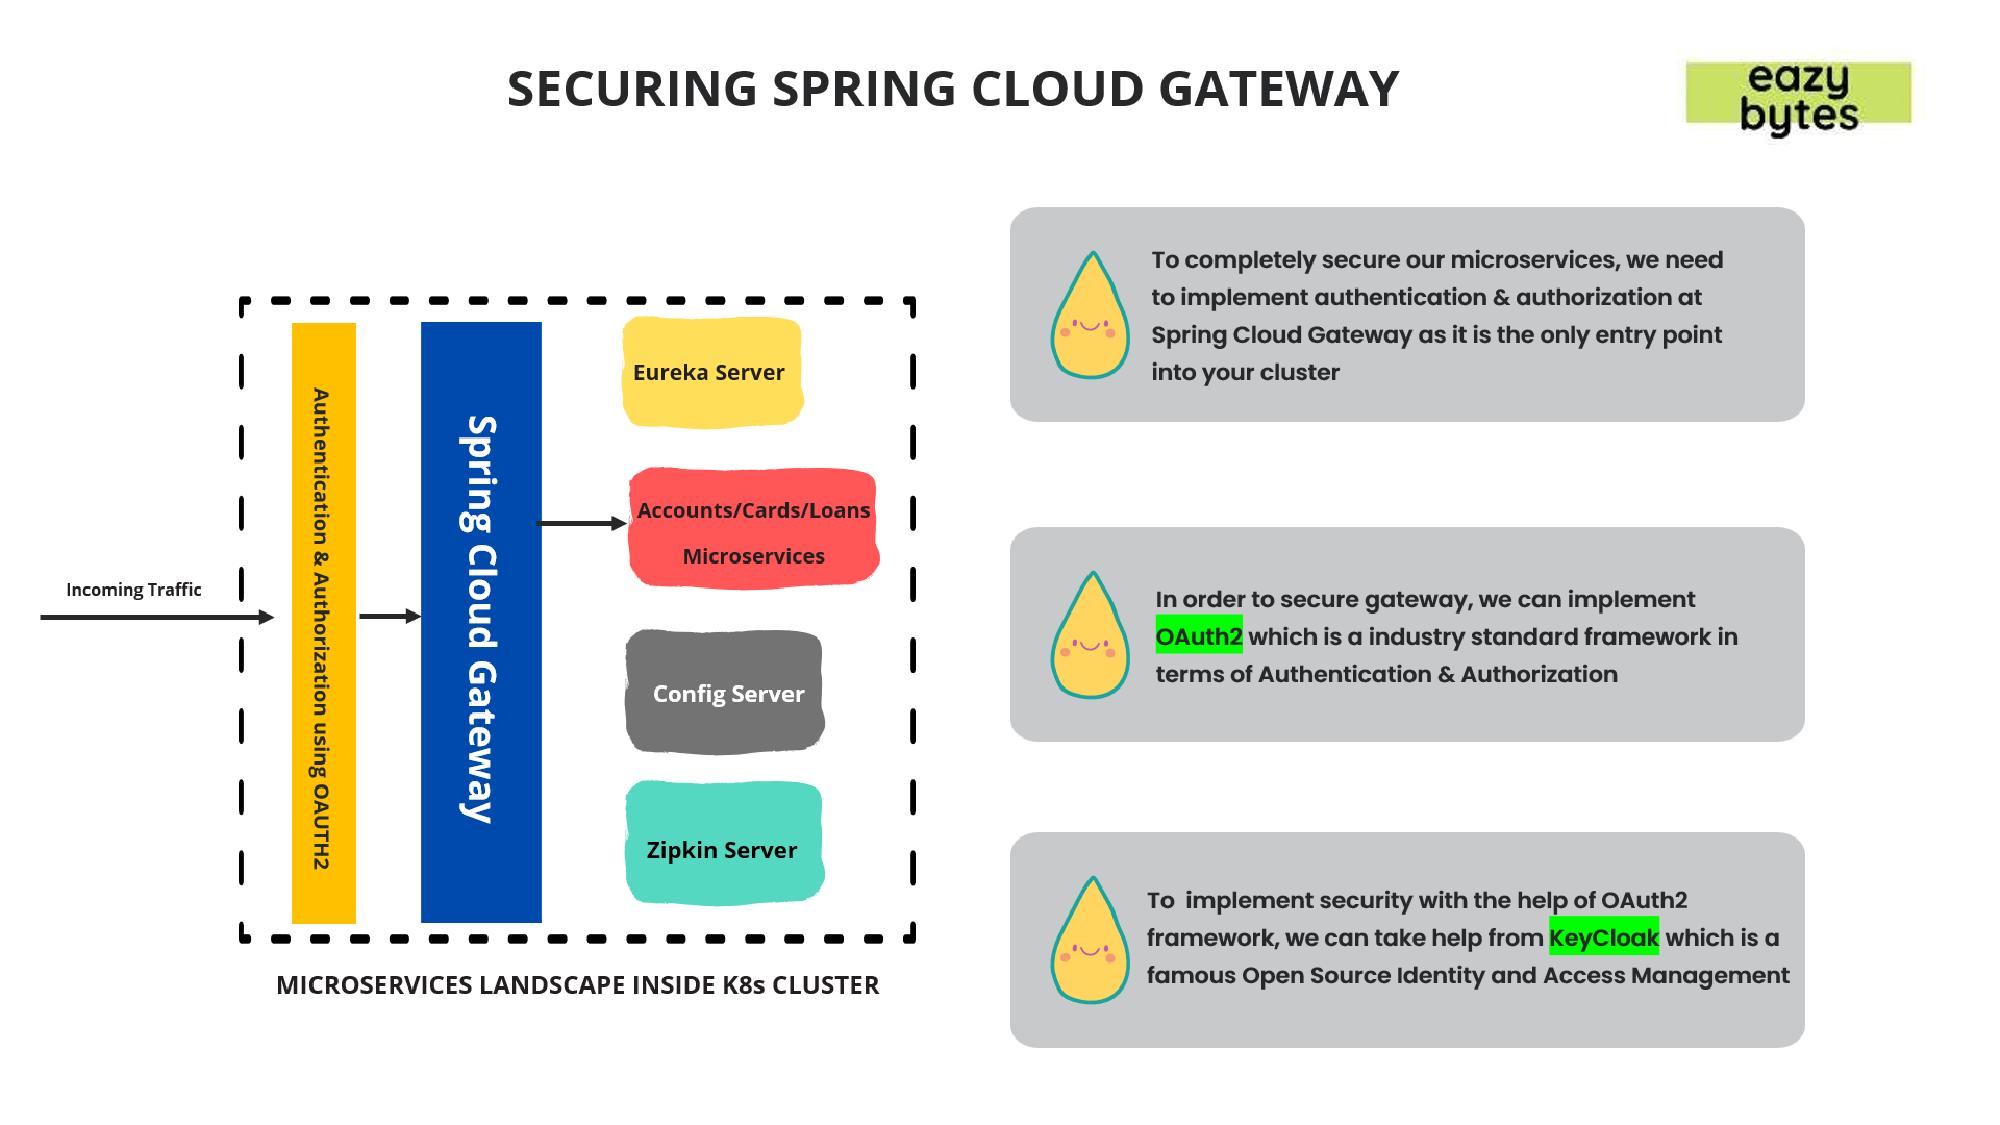 SECURING SPRING CLOUD GATEWAY
eazy
bytes
Incoming Traffic
Authentication & Authorization using OAUTH2
Spring Cloud Gateway
Eureka Server
Accounts/Cards/Loans
Microservices
Config Server
Zipkin Server
MICROSERVICES LANDSCAPE INSIDE K8s CLUSTER
To completely secure our microservices, we need
to implement authentication & authorization at
Spring Cloud Gateway as it is the only entry point
into your cluster
In order to secure gateway, we can implement
OAuth2 which is a industry standard framework in
terms of Authentication & Authorization
To implement security with the help of OAuth2
framework, we can take help from KeyCloak which is a
famous Open Source Identity and Access Management